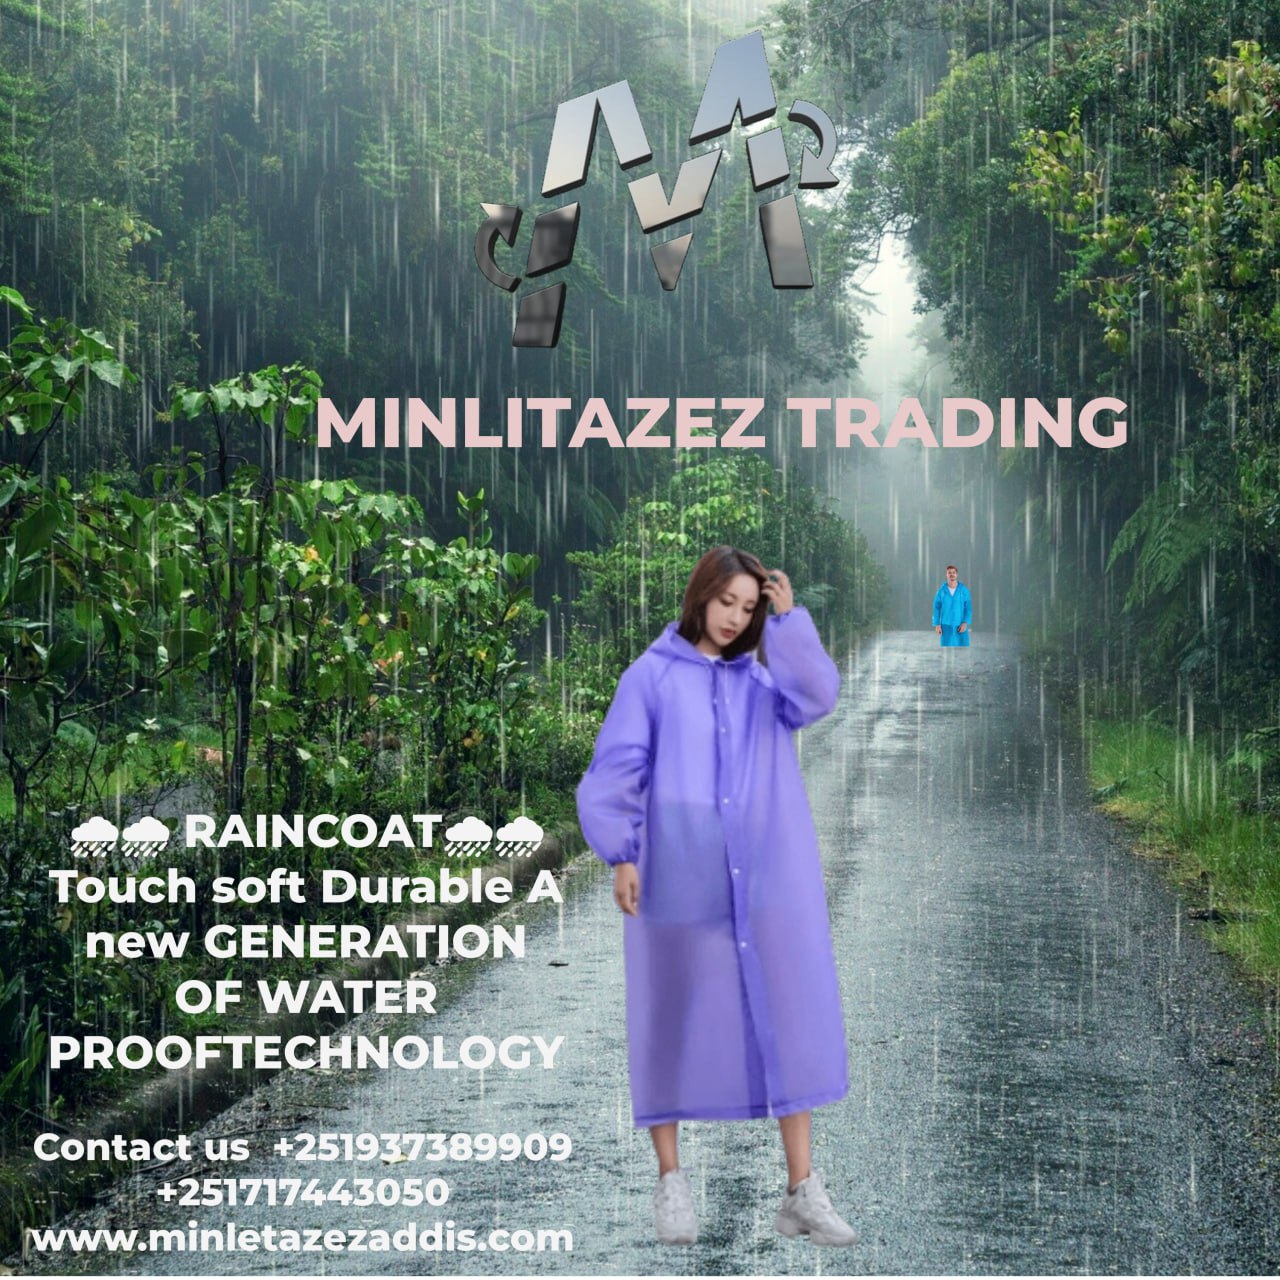 M
MINLITAZEZ TRADING
🌧🌧 RAINCOAT🌧🌧
Touch soft Durable A
new GENERATION
OF WATER
PROOFTECHNOLOGY
Contact us +251937389909
+251717443050
www.minletazezaddis.com